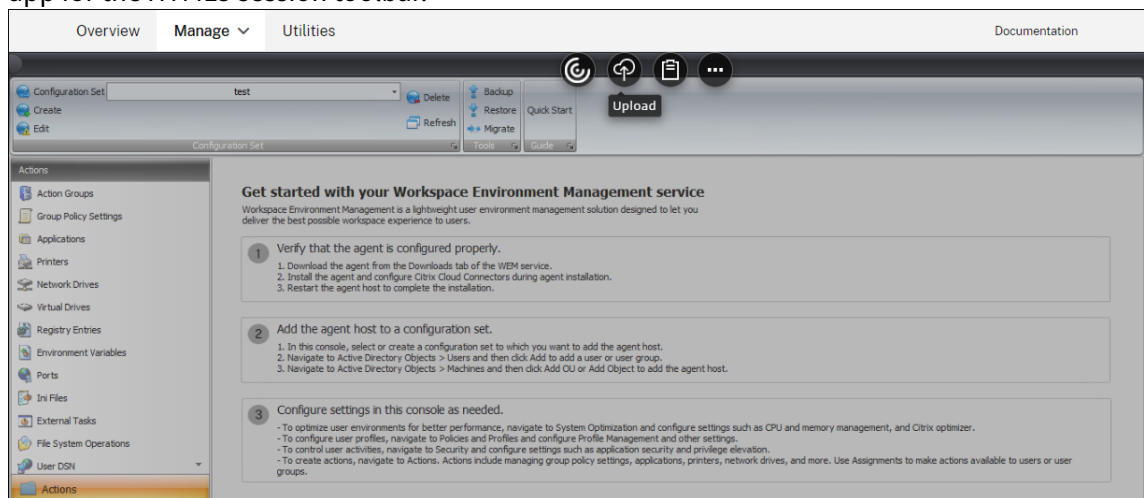 app for the HTML5 session toolbar.
Overview Manage Utilities Documentation
Configuration Set test
Create
Edit
Delete
Refresh
Configuration Set
Backup
Restore
Migrate
Tools
Quick Start
Guide
Upload
Actions
Action Groups
Group Policy Settings
Applications
Printers
Network Drives
Virtual Drives
Registry Entries
Environment Variables
Ports
Ini Files
External Tasks
File System Operations
User DSN
Actions
Get started with your Workspace Environment Management service
Workspace Environment Management is a lightweight user environment management solution designed to let you
deliver the best possible workspace experience to users.
1 Verify that the agent is configured properly.
1. Download the agent from the Downloads tab of the WEM service.
2. Install the agent and configure Citrix Cloud Connectors during agent installation.
3. Restart the agent host to complete the installation.
2 Add the agent host to a configuration set.
1. In this console, select or create a configuration set to which you want to add the agent host.
2. Navigate to Active Directory Objects > Users and then click Add to add a user or user group.
3. Navigate to Active Directory Objects > Machines and then click Add OU or Add Object to add the agent host.
3 Configure settings in this console as needed.
- To optimize user environments for better performance, navigate to System Optimization and configure settings such as CPU and memory management, and Citrix optimizer.
- To configure user profiles, navigate to Policies and Profiles and configure Profile Management and other settings.
- To control user activities, navigate to Security and configure settings such as application security and privilege elevation.
- To create actions, navigate to Actions. Actions include managing group policy settings, applications, printers, network drives, and more. Use Assignments to make actions available to users or user
groups.